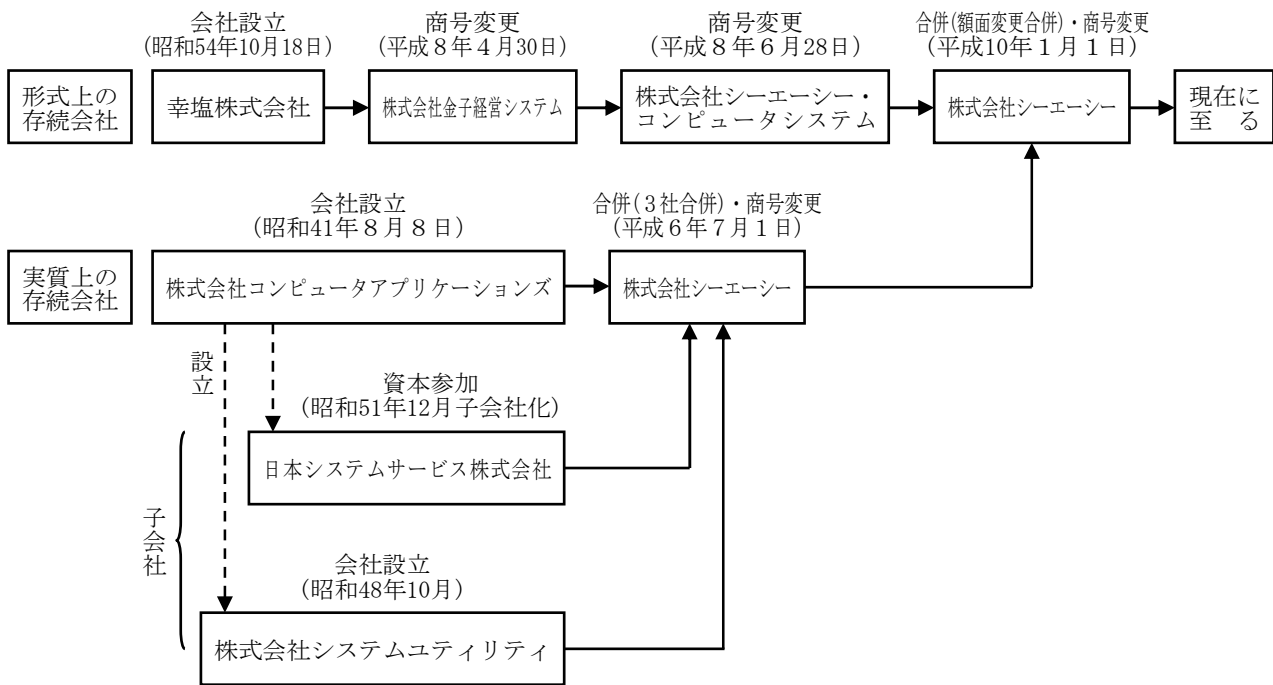 会社設立
(昭和54年10月18日)
商号変更
(平成８年４月30日)
商号変更
(平成８年６月28日)
合併(額面変更合併)・商号変更
(平成10年１月１日)
形式上の
存続会社
幸塩株式会社
株式会社金子経営システム
株式会社シーエーシー・
コンピュータシステム
株式会社シーエーシー
現在に
至る
会社設立
(昭和41年８月８日)
合併(３社合併)・商号変更
(平成６年７月１日)
実質上の
存続会社
株式会社コンピュータアプリケーションズ
株式会社シーエーシー
設立
資本参加
(昭和51年12月子会社化)
日本システムサービス株式会社
子会社
会社設立
(昭和48年10月)
株式会社システムユティリティ